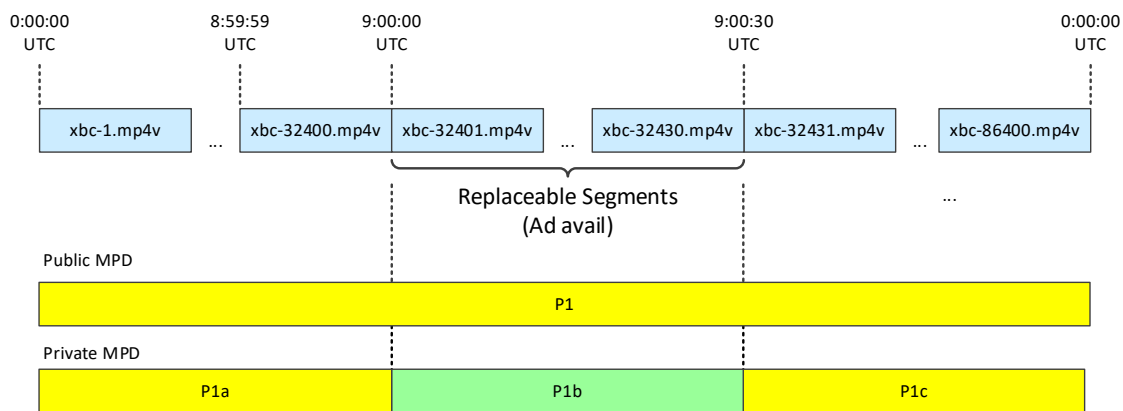 0:00:00 8:59:59 9:00:00 9:00:30 0:00:00
UTC UTC UTC UTC UTC
xbc-1.mp4v ... xbc-32400.mp4v xbc-32401.mp4v ... xbc-32430.mp4v xbc-32431.mp4v ... xbc-86400.mp4v
Replaceable Segments ...
(Ad avail)
Public MPD
P1
Private MPD
P1a P1b P1c